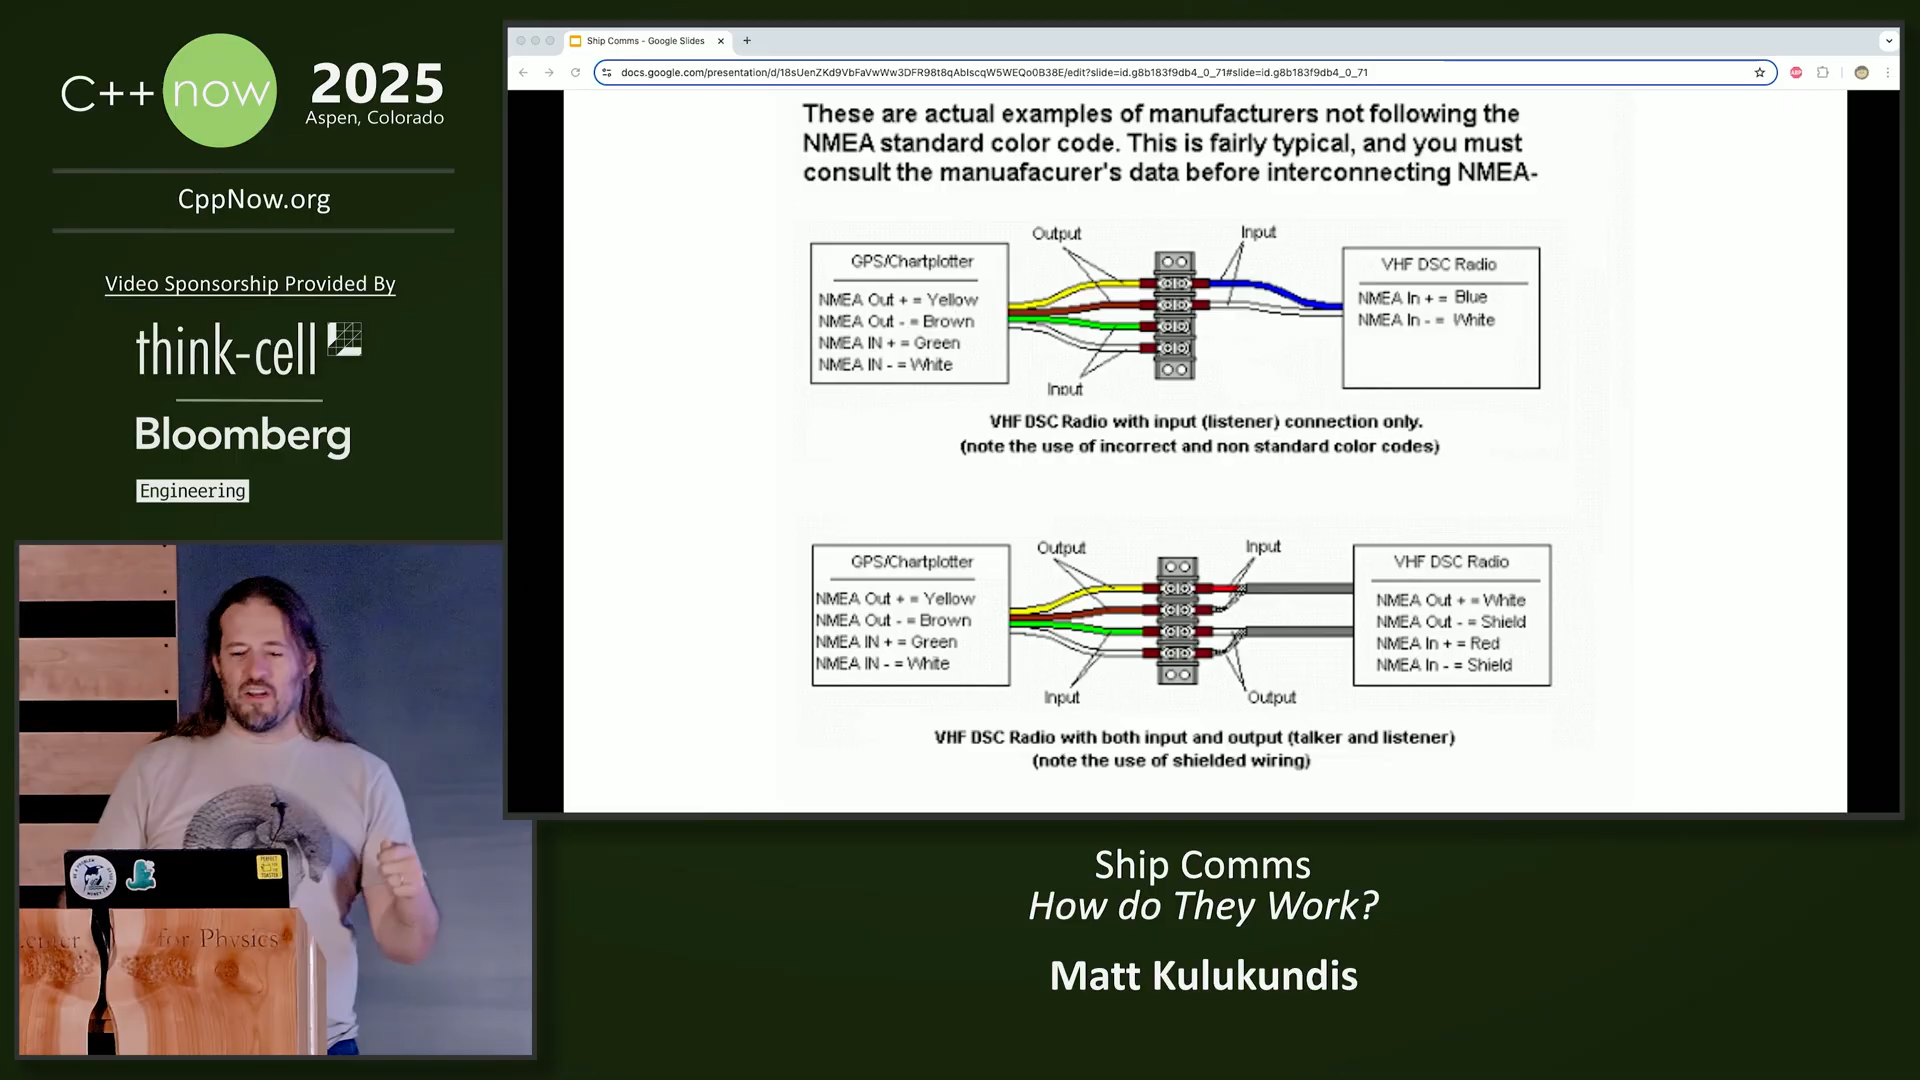 C++ now
2025
Aspen, Colorado
CppNow.org
Video Sponsorship Provided By
think-cell
Bloomberg
Engineering
Ship Comms - Google Slides
docs.google.com/presentation/d/18sUenZKd9VbFaVwWw3DFR98t8qAbIscqW5WEQo0B38E/edit?slide=id.g8b183f9db4_0_71#slide=id.g8b183f9db4_0_71
These are actual examples of manufacturers not following the
NMEA standard color code. This is fairly typical, and you must
consult the manuafacurer's data before interconnecting NMEA-
Output
Input
GPS/Chartplotter
NMEA Out + = Yellow
NMEA Out - = Brown
NMEA IN + = Green
NMEA IN - = White
VHF DSC Radio
NMEA In + = Blue
NMEA In - = White
Input
VHF DSC Radio with input (listener) connection only.
(note the use of incorrect and non standard color codes)
Output
Input
GPS/Chartplotter
NMEA Out + = Yellow
NMEA Out - = Brown
NMEA IN + = Green
NMEA IN - = White
VHF DSC Radio
NMEA Out + = White
NMEA Out - = Shield
NMEA In + = Red
NMEA In - = Shield
Input
Output
VHF DSC Radio with both input and output (talker and listener)
(note the use of shielded wiring)
for Physics
Ship Comms
How do They Work?
Matt Kulukundis